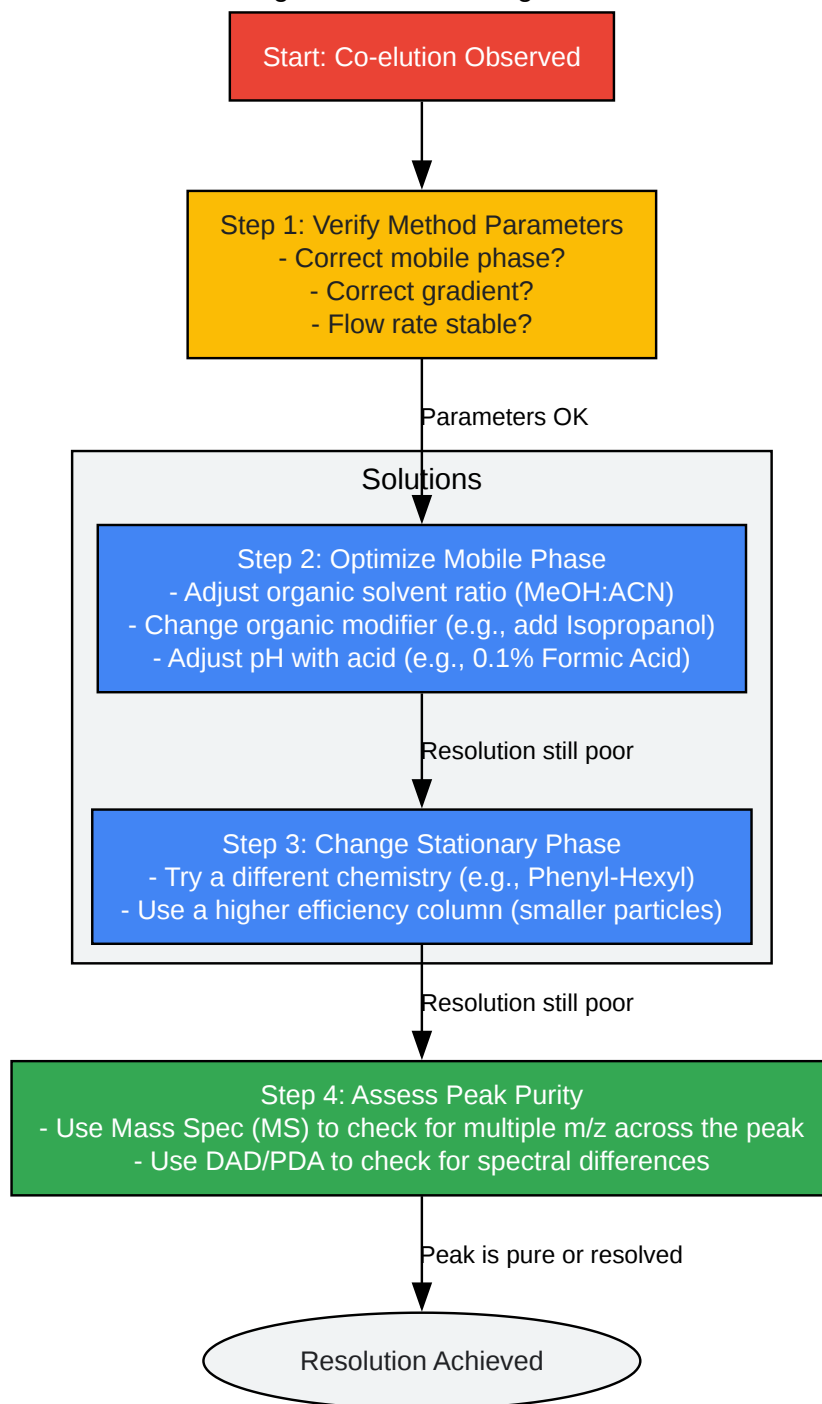 Start: Co-elution Observed
Step 1: Verify Method Parameters
- Correct mobile phase?
- Correct gradient?
- Flow rate stable?
Parameters OK
Solutions
Step 2: Optimize Mobile Phase
- Adjust organic solvent ratio (MeOH:ACN)
- Change organic modifier (e.g., add Isopropanol)
- Adjust pH with acid (e.g., 0.1% Formic Acid)
Resolution still poor
Step 3: Change Stationary Phase
- Try a different chemistry (e.g., Phenyl-Hexyl)
- Use a higher efficiency column (smaller particles)
Resolution still poor
Step 4: Assess Peak Purity
- Use Mass Spec (MS) to check for multiple m/z across the peak
- Use DAD/PDA to check for spectral differences
Peak is pure or resolved
Resolution Achieved